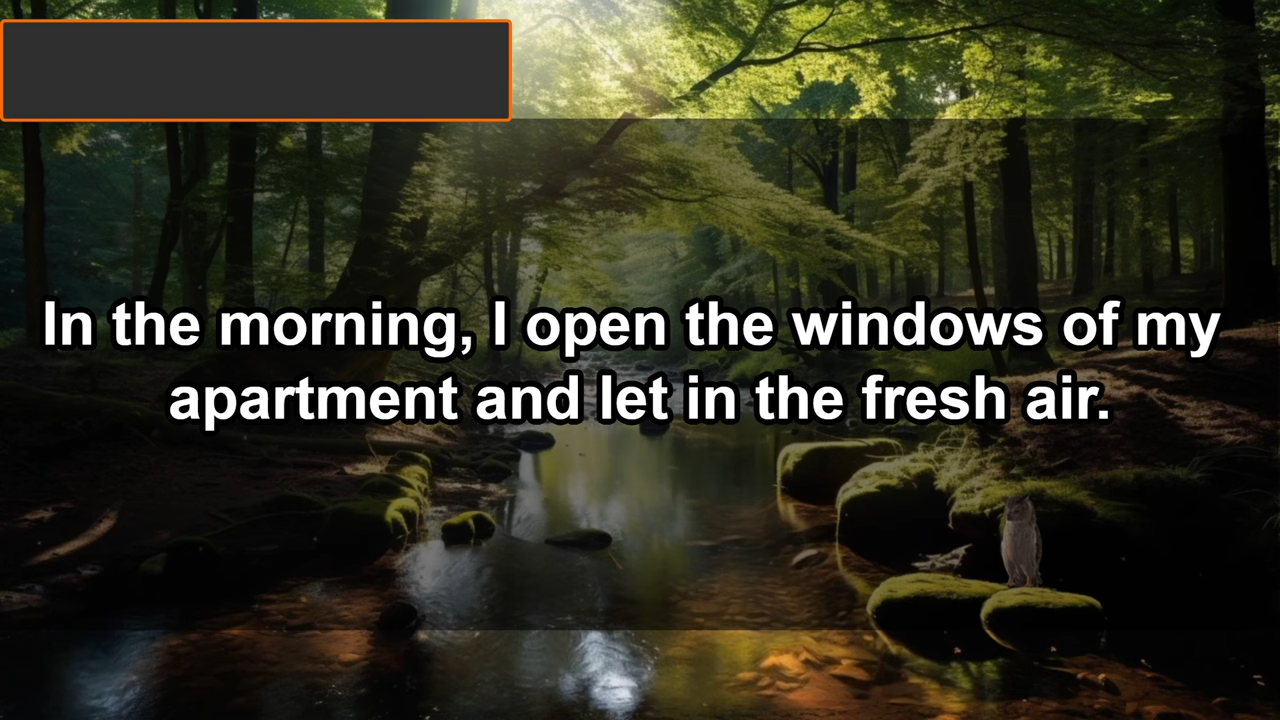 In the morning, I open the windows of my
apartment and let in the fresh air.